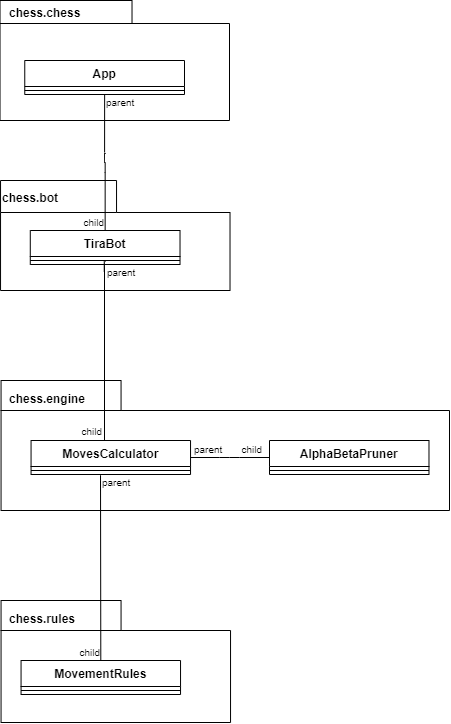 chess.chess
App
parent
chess.bot
child
TiraBot
parent
chess.engine
child
MovesCalculator
parent child
AlphaBetaPruner
parent
chess.rules
child
MovementRules